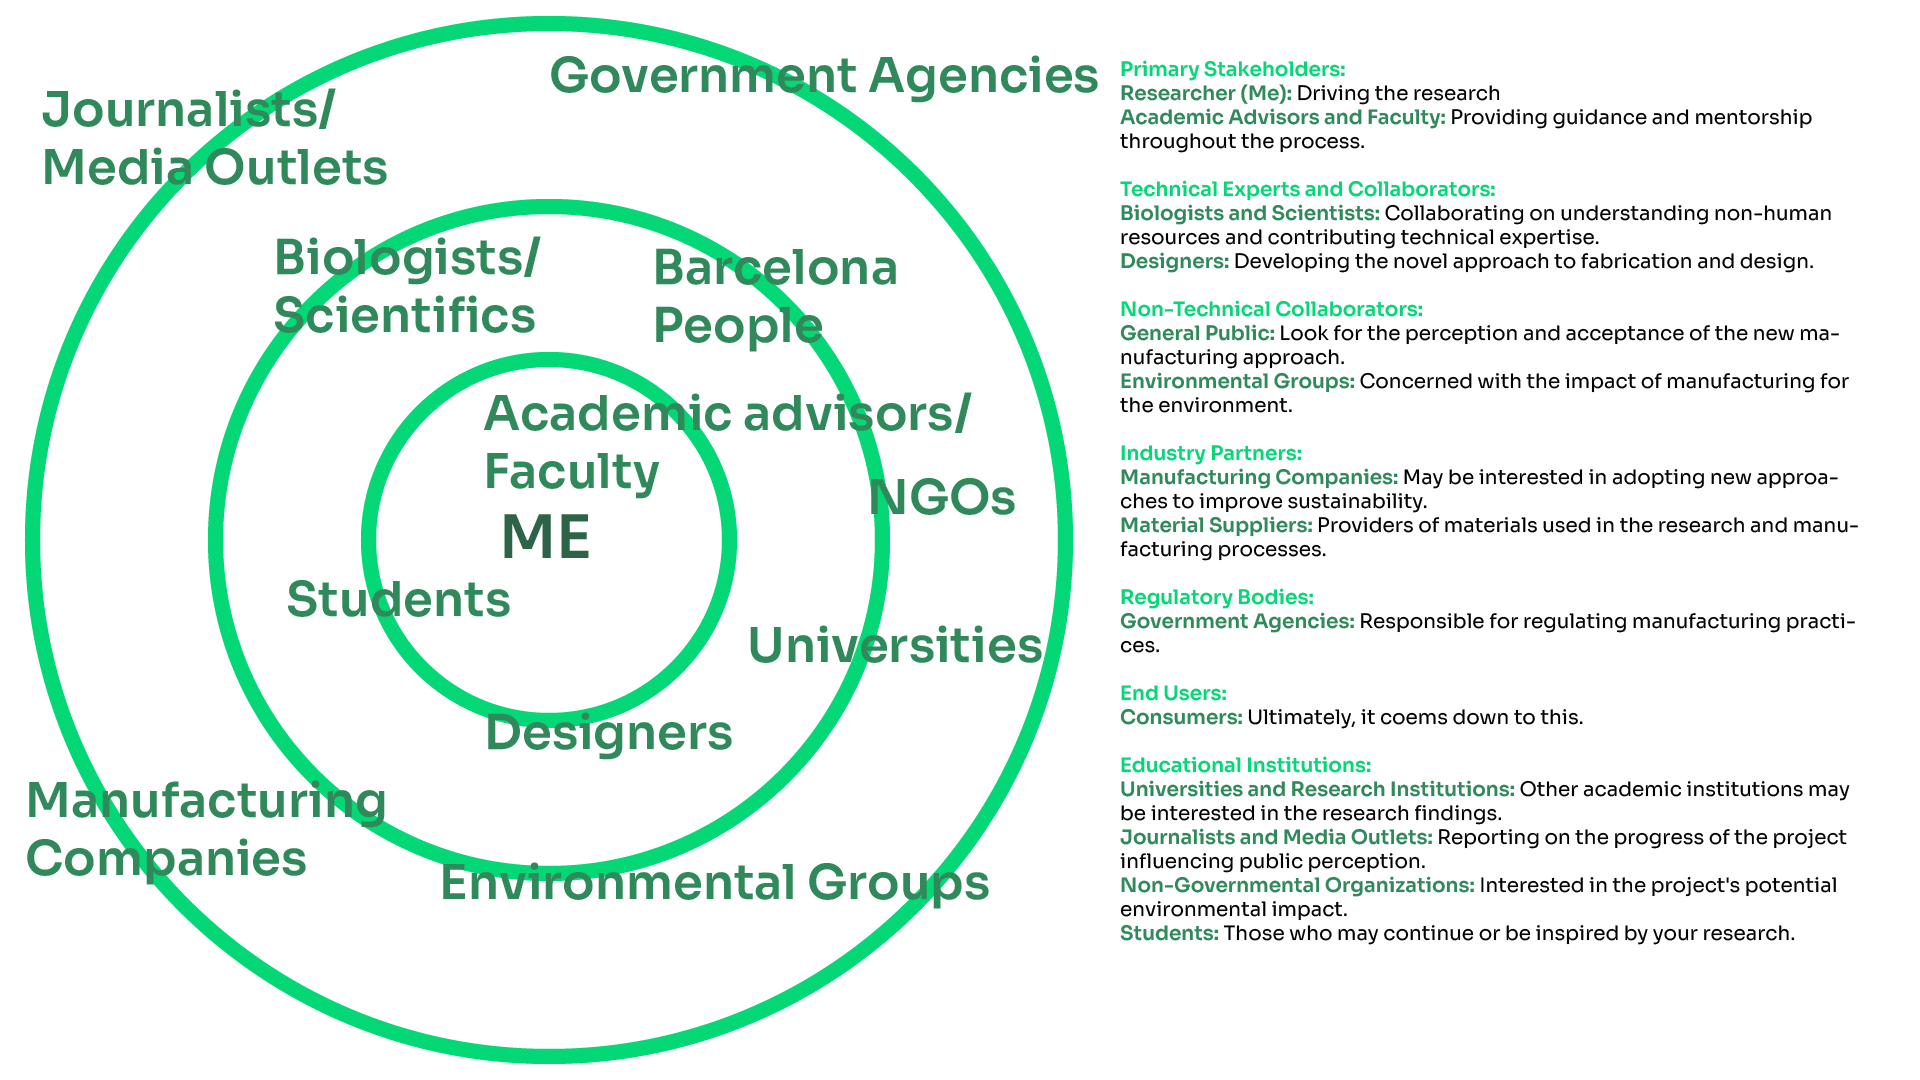 Government Agencies
Journalists/
Media Outlets
Biologists/
Scientifics
Barcelona
People
Academic advisors/
Faculty
NGOs
ME
Students
Universities
Designers
Manufacturing
Companies
Environmental Groups
Primary Stakeholders:
Researcher (Me): Driving the research
Academic Advisors and Faculty: Providing guidance and mentorship
throughout the process.
Technical Experts and Collaborators:
Biologists and Scientists: Collaborating on understanding non-human
resources and contributing technical expertise.
Designers: Developing the novel approach to fabrication and design.
Non-Technical Collaborators:
General Public: Look for the perception and acceptance of the new ma-
nufacturing approach.
Environmental Groups: Concerned with the impact of manufacturing for
the environment.
Industry Partners:
Manufacturing Companies: May be interested in adopting new approa-
ches to improve sustainability.
Material Suppliers: Providers of materials used in the research and manu-
facturing processes.
Regulatory Bodies:
Government Agencies: Responsible for regulating manufacturing practi-
ces.
End Users:
Consumers: Ultimately, it coems down to this.
Educational Institutions:
Universities and Research Institutions: Other academic institutions may
be interested in the research findings.
Journalists and Media Outlets: Reporting on the progress of the project
influencing public perception.
Non-Governmental Organizations: Interested in the project's potential
environmental impact.
Students: Those who may continue or be inspired by your research.